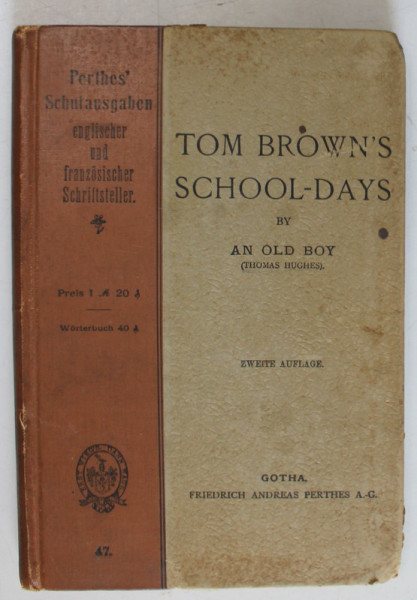 Perthes'
Schulausgaben
englischer
und
französischer
Schriftsteller.
Preis 1 ℳ 20 ₰
Wörterbuch 40 ₰
47.
TOM BROWN'S
SCHOOL-DAYS
BY
AN OLD BOY
(THOMAS HUGHES).
ZWEITE AUFLAGE.
GOTHA.
FRIEDRICH ANDREAS PERTHES A.-G.